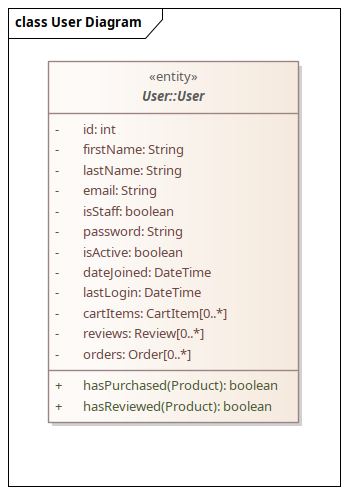 class User Diagram
«entity»
User::User
- id: int
- firstName: String
- lastName: String
- email: String
- isStaff: boolean
- password: String
- isActive: boolean
- dateJoined: DateTime
- lastLogin: DateTime
- cartItems: CartItem[0..*]
- reviews: Review[0..*]
- orders: Order[0..*]
+ hasPurchased(Product): boolean
+ hasReviewed(Product): boolean